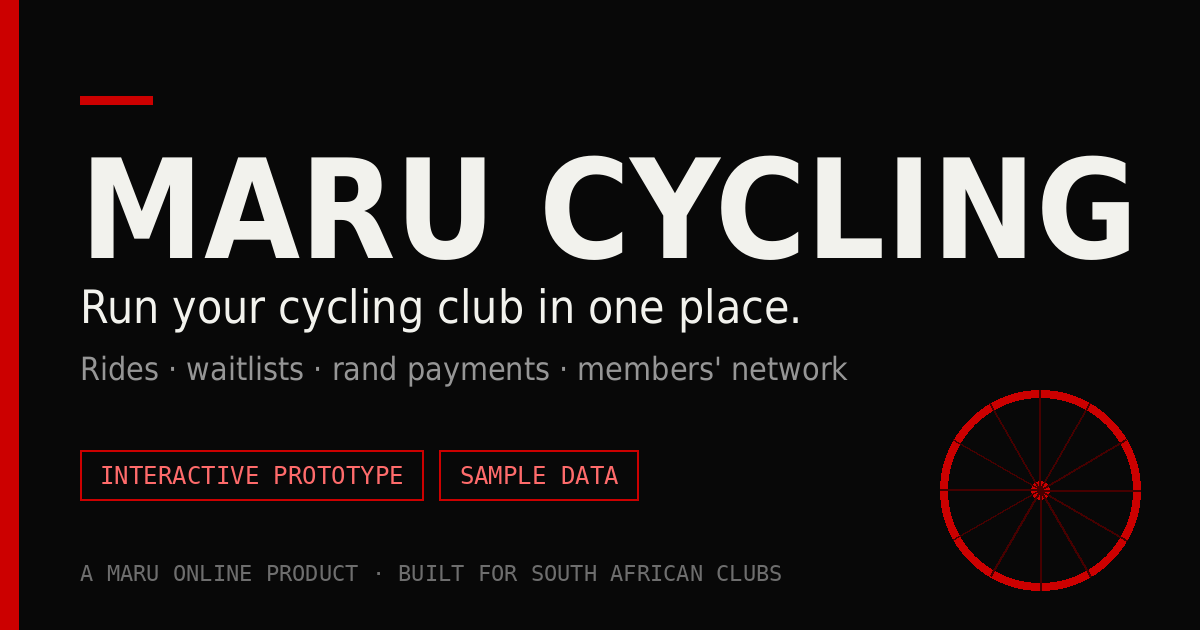 MARU CYCLING
Run your cycling club in one place.
Rides · waitlists · rand payments · members' network
INTERACTIVE PROTOTYPE
SAMPLE DATA
A MARU ONLINE PRODUCT · BUILT FOR SOUTH AFRICAN CLUBS